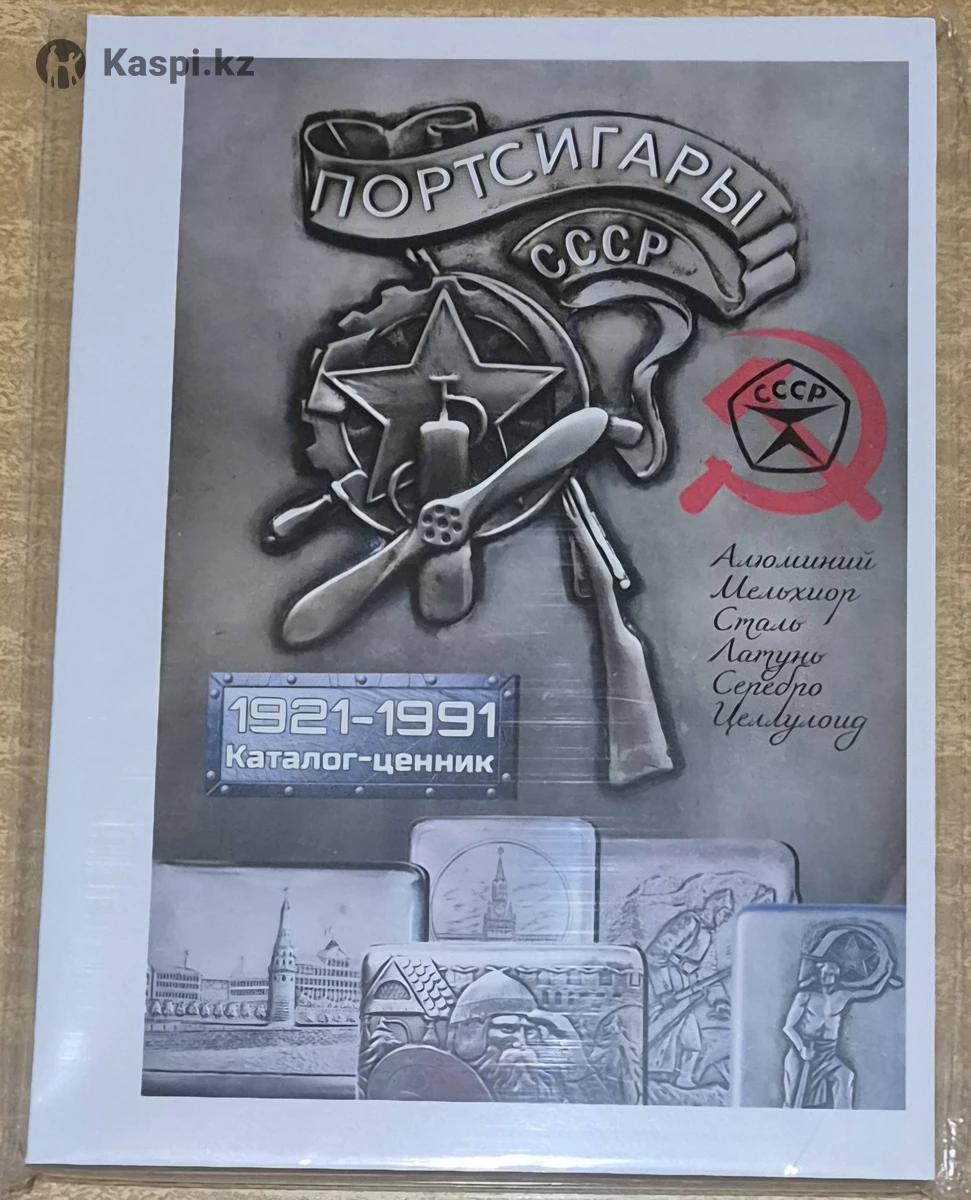 Kaspi.kz
ПОРТСИГАРЫ
СССР
СССР
Алюминий
Мельхиор
Сталь
Латунь
Серебро
Целлулоид
1921-1991
Каталог-ценник